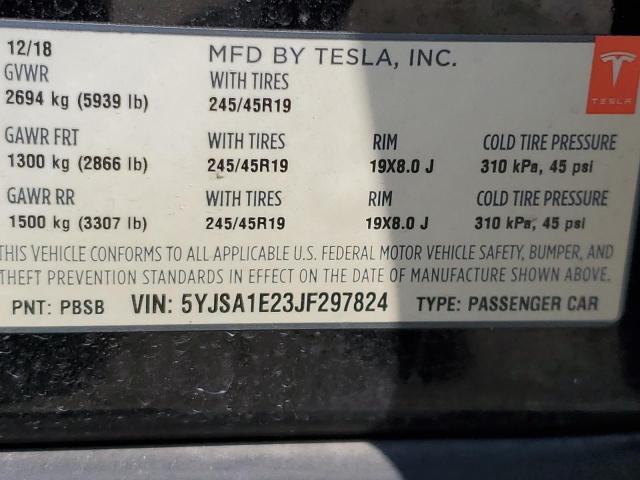 12/18 MFD BY TESLA, INC.
GVWR WITH TIRES
2694 kg (5939 lb) 245/45R19
TESLA
GAWR FRT WITH TIRES RIM COLD TIRE PRESSURE
1300 kg (2866 lb) 245/45R19 19X8.0 J 310 kPa, 45 psi
GAWR RR WITH TIRES RIM COLD TIRE PRESSURE
1500 kg (3307 lb) 245/45R19 19X8.0 J 310 kPa, 45 psi
THIS VEHICLE CONFORMS TO ALL APPLICABLE U.S. FEDERAL MOTOR VEHICLE SAFETY, BUMPER, AND
THEFT PREVENTION STANDARDS IN EFFECT ON THE DATE OF MANUFACTURE SHOWN ABOVE.
PNT: PBSB VIN: 5YJSA1E23JF297824 TYPE: PASSENGER CAR